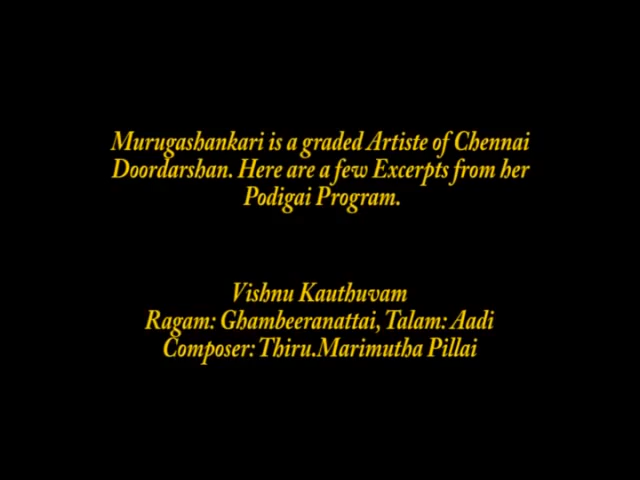 Murugashankari is a graded Artiste of Chennai
Doordarshan. Here are a few Excerpts from her
Podigai Program.
Vishnu Kauthuvam
Ragam: Ghambeeranattai, Talam: Aadi
Composer: Thiru.Marimutha Pillai